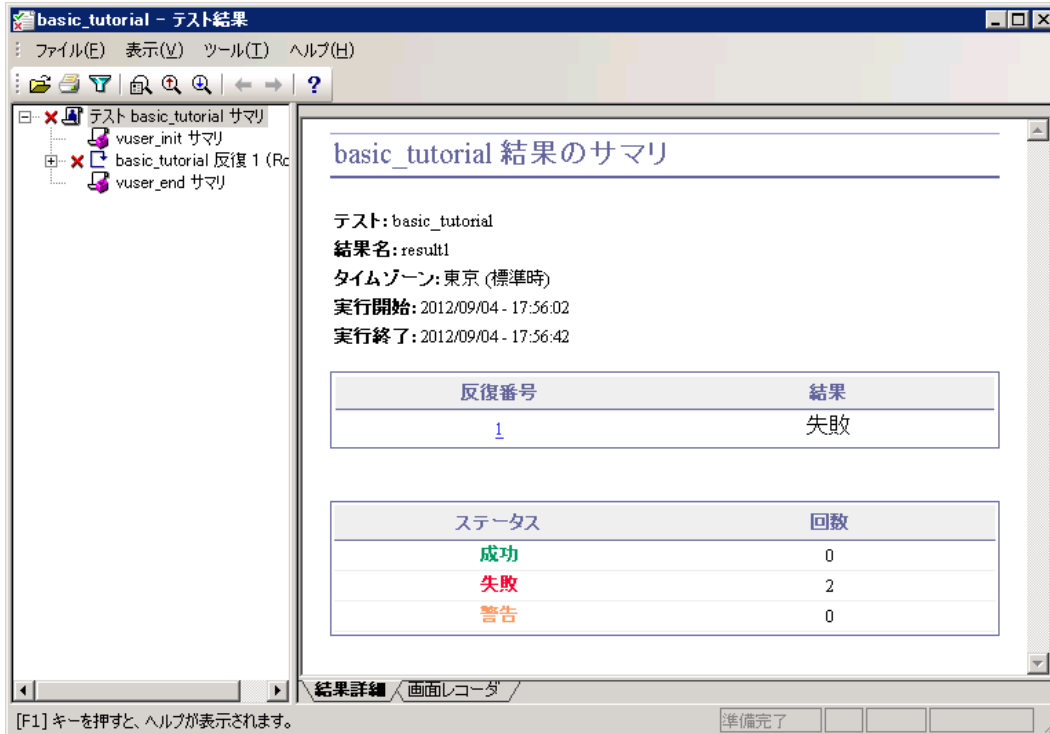 basic_tutorial - テスト結果
ファイル(F) 表示(V) ツール(T) ヘルプ(H)
テスト basic_tutorial サマリ
vuser_init サマリ
basic_tutorial 反復 1 (Rc
vuser_end サマリ
basic_tutorial 結果のサマリ
テスト: basic_tutorial
結果名: result1
タイムゾーン: 東京 (標準時)
実行開始: 2012/09/04 - 17:56:02
実行終了: 2012/09/04 - 17:56:42
反復番号 結果
1 失敗
ステータス 回数
成功 0
失敗 2
警告 0
結果詳細 画面レコーダ
[F1] キーを押すと、ヘルプが表示されます。 準備完了